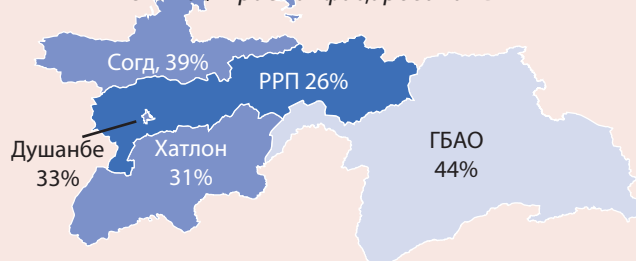 Согд, 39%
РРП 26%
Душанбе
33%
Хатлон
31%
ГБАО
44%